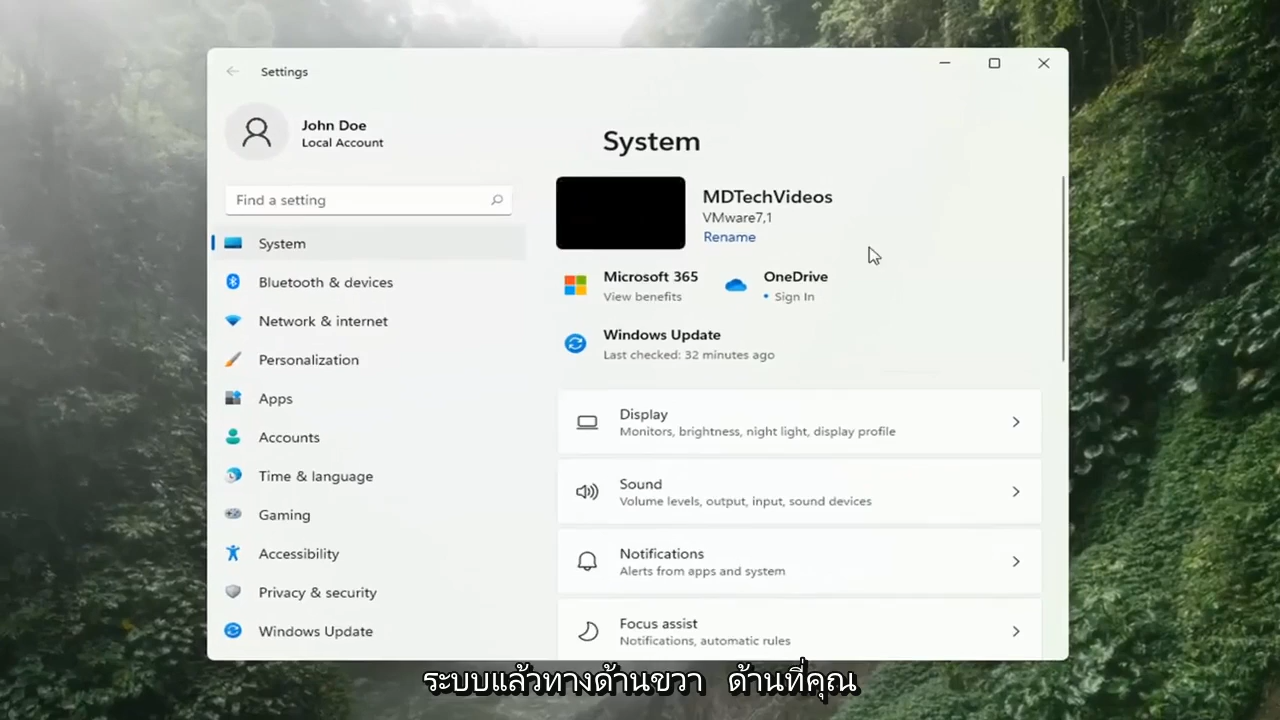 Settings
John Doe
Local Account
Find a setting
System
Bluetooth & devices
Network & internet
Personalization
Apps
Accounts
Time & language
Gaming
Accessibility
Privacy & security
Windows Update
System
MDTechVideos
VMware7,1
Rename
Microsoft 365
View benefits
OneDrive
Sign In
Windows Update
Last checked: 32 minutes ago
Display
Monitors, brightness, night light, display profile
Sound
Volume levels, output, input, sound devices
Notifications
Alerts from apps and system
Focus assist
Notifications, automatic rules
ระบบแล้วทางด้านขวา ด้านที่คุณ